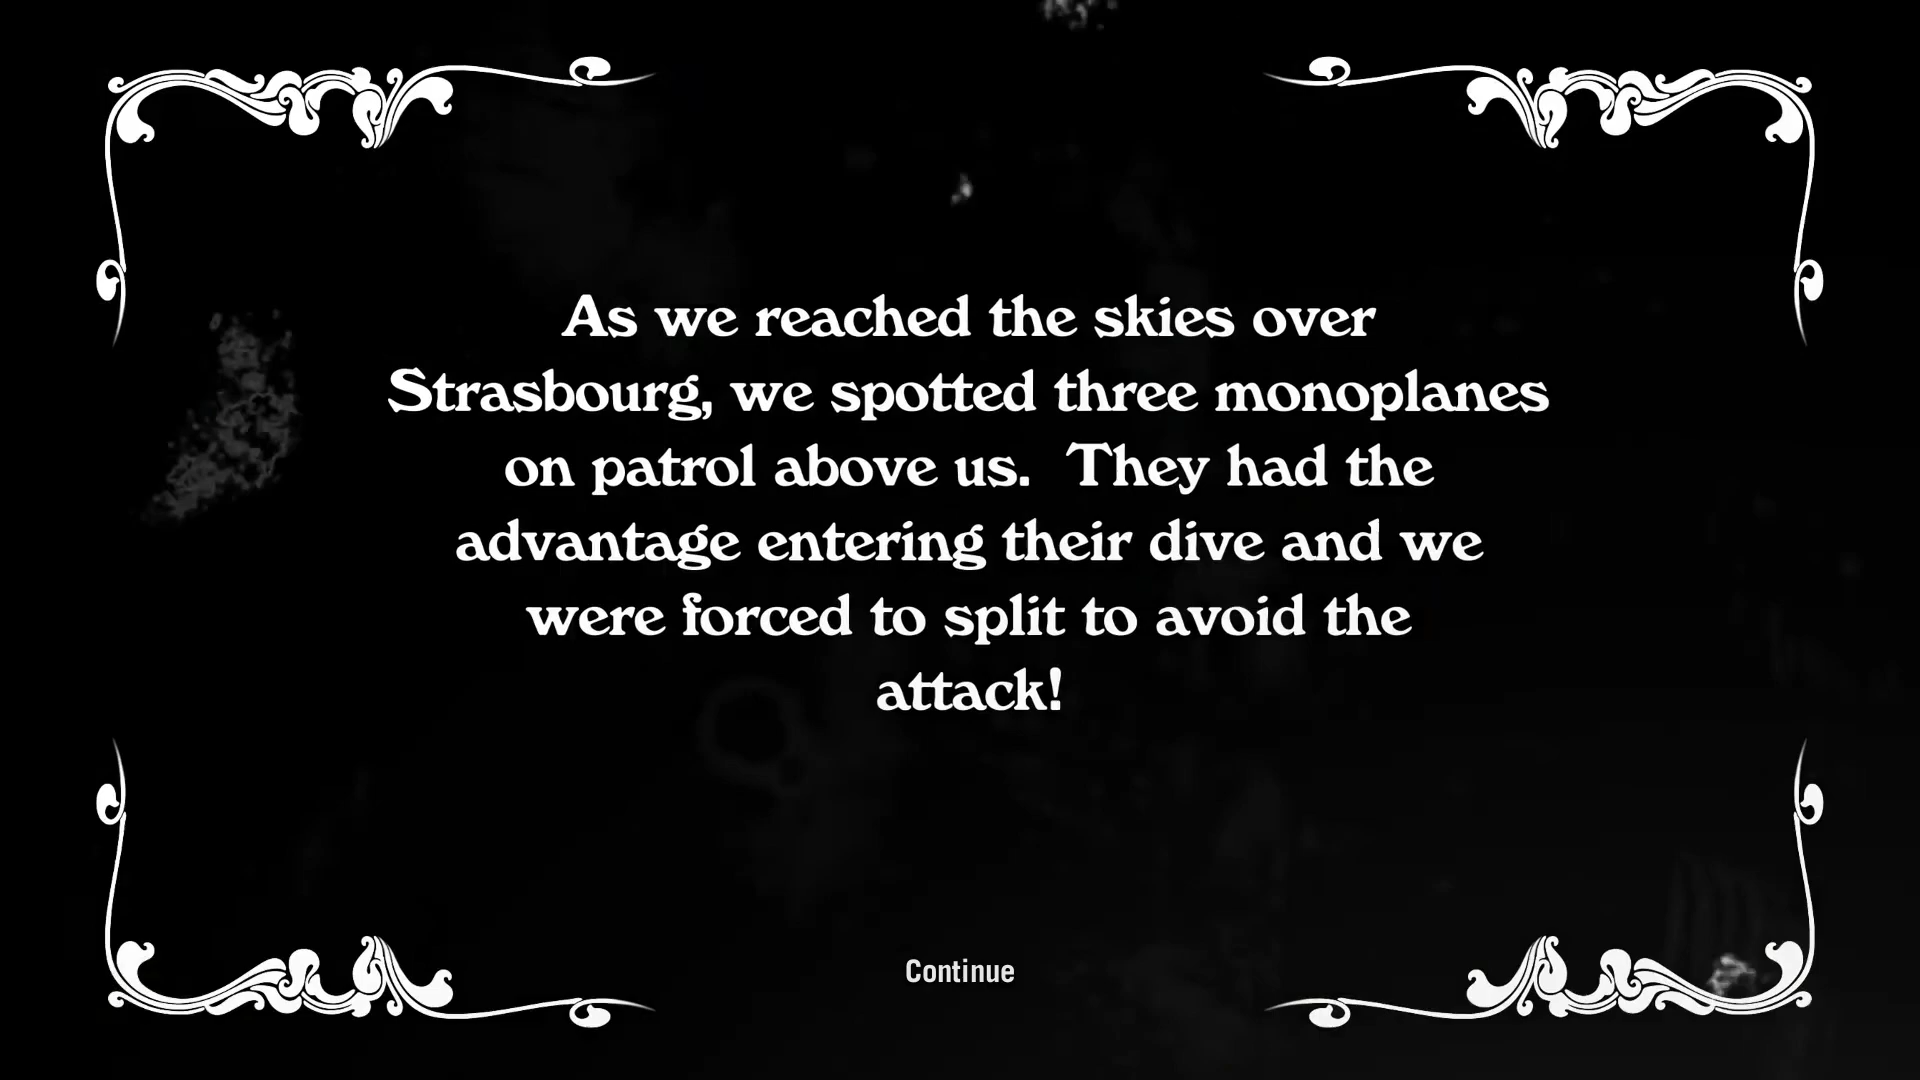 As we reached the skies over
Strasbourg, we spotted three monoplanes
on patrol above us.  They had the
advantage entering their dive and we
were forced to split to avoid the
attack!
Continue